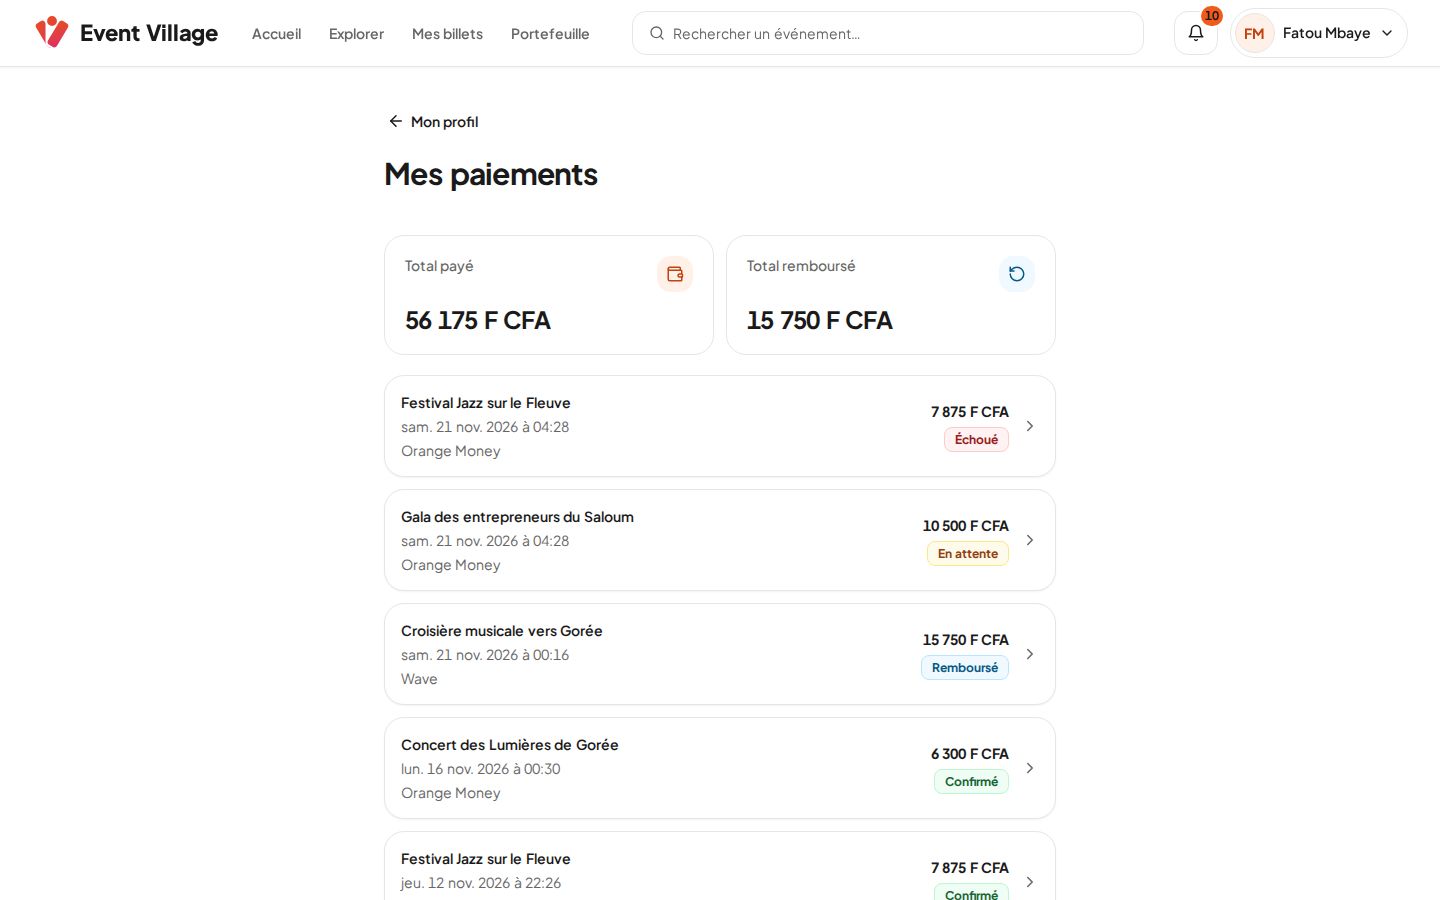 Event Village
Accueil
Explorer
Mes billets
Portefeuille
Rechercher un événement...
10
FM
Fatou Mbaye
Mon profil
Mes paiements
Total payé
56 175 F CFA
Total remboursé
15 750 F CFA
Festival Jazz sur le Fleuve
sam. 21 nov. 2026 à 04:28
Orange Money
7 875 F CFA
Échoué
Gala des entrepreneurs du Saloum
sam. 21 nov. 2026 à 04:28
Orange Money
10 500 F CFA
En attente
Croisière musicale vers Gorée
sam. 21 nov. 2026 à 00:16
Wave
15 750 F CFA
Remboursé
Concert des Lumières de Gorée
lun. 16 nov. 2026 à 00:30
Orange Money
6 300 F CFA
Confirmé
Festival Jazz sur le Fleuve
jeu. 12 nov. 2026 à 22:26
7 875 F CFA
Confirmé